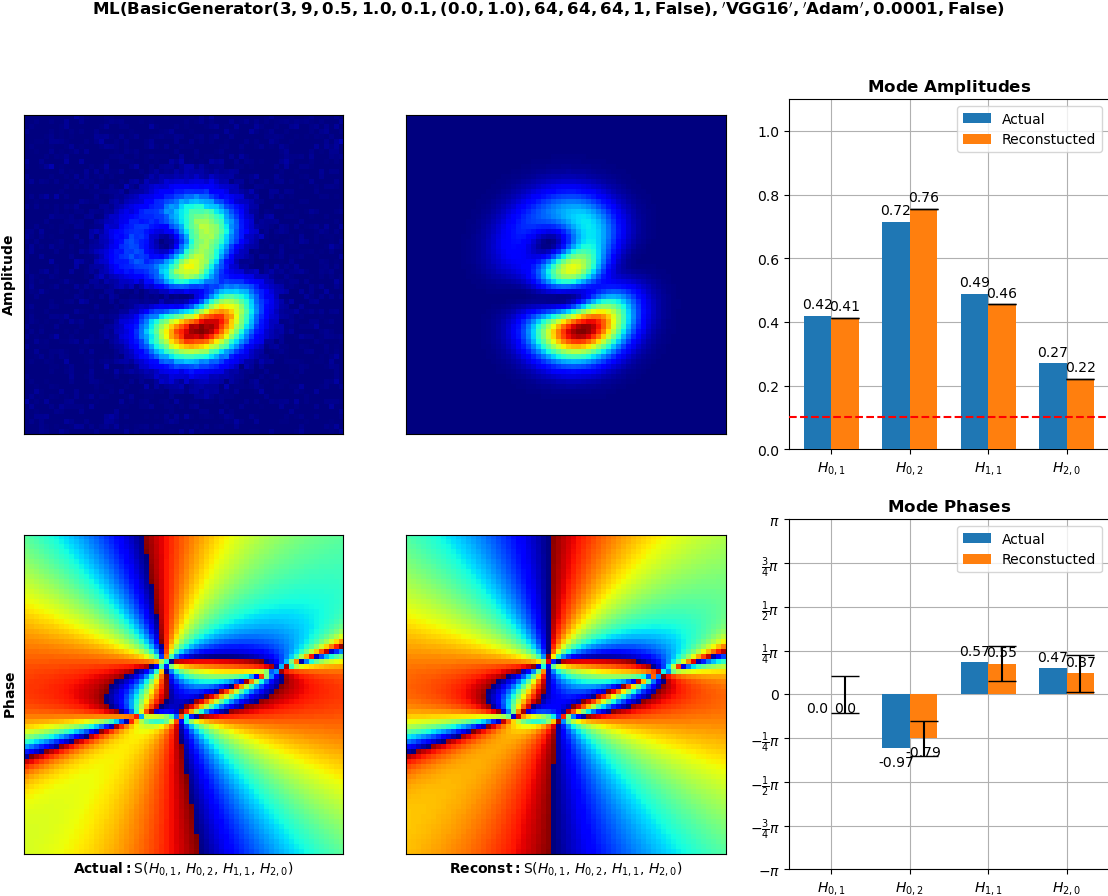 ML(BasicGenerator(3, 9, 0.5, 1.0, 0.1, (0.0, 1.0), 64, 64, 64, 1, False), ′VGG16′, ′Adam′, 0.0001, False)
Amplitude
Mode Amplitudes
Actual
Reconstucted
1.0
0.8
0.6
0.4
0.2
0.0
0.42
0.41
0.72
0.76
0.49
0.46
0.27
0.22
H0,1
H0,2
H1,1
H2,0
Phase
Actual: S(H0,1, H0,2, H1,1, H2,0)
Reconst: S(H0,1, H0,2, H1,1, H2,0)
Mode Phases
Actual
Reconstucted
π
3/4π
1/2π
1/4π
0
−1/4π
−1/2π
−3/4π
−π
0.0
0.0
-0.97
-0.79
0.57
0.55
0.47
0.37
H0,1
H0,2
H1,1
H2,0